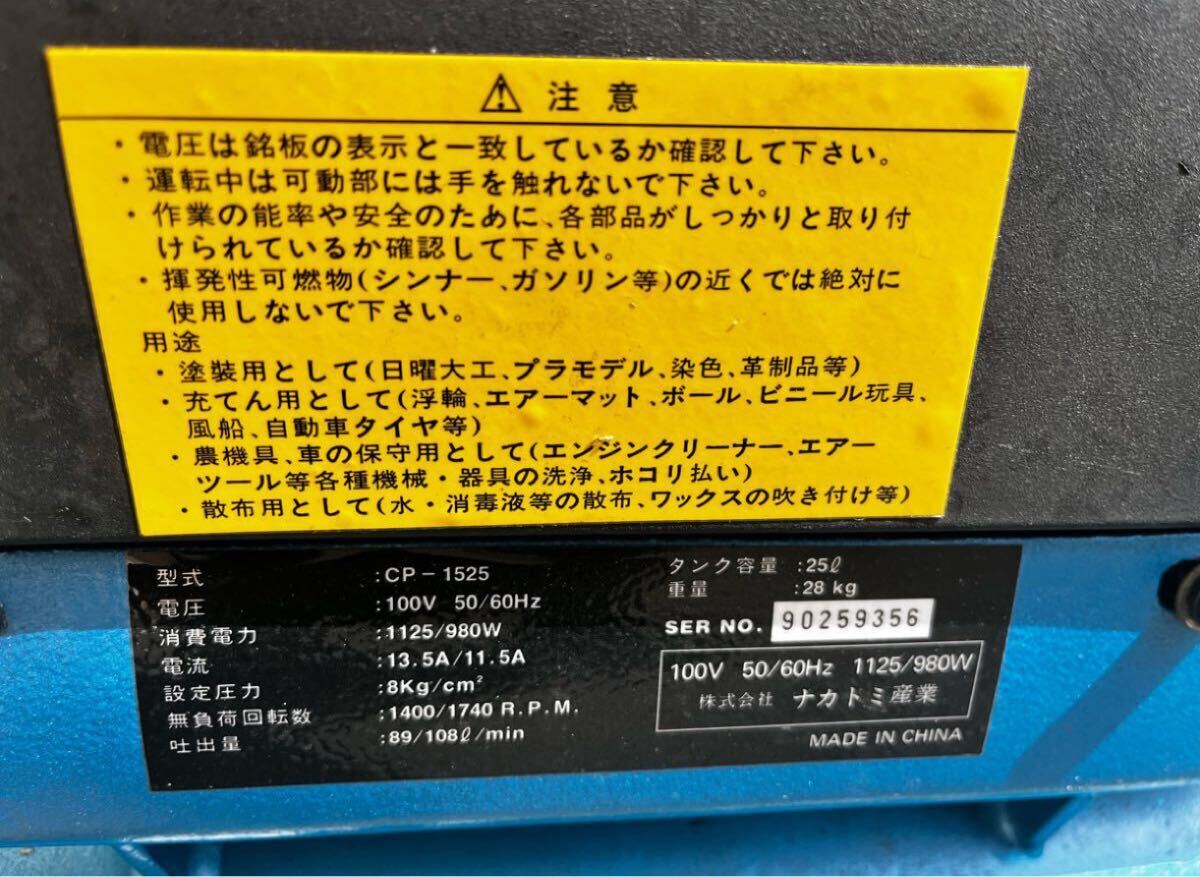 ⚠ 注意
・電圧は銘板の表示と一致しているか確認して下さい。
・運転中は可動部には手を触れないで下さい。
・作業の能率や安全のために、各部品がしっかりと取り付
けられているか確認して下さい。
・揮発性可燃物(シンナー、ガソリン等)の近くでは絶対に
使用しないで下さい。
用途
・塗装用として(日曜大工、プラモデル、染色、革制品等)
・充てん用として(浮輪、エアーマット、ボール、ビニール玩具、
風船、自動車タイヤ等)
・農機具、車の保守用として(エンジンクリーナー、エアー
ツール等各種機械・器具の洗浄、ホコリ払い)
・散布用として(水・消毒液等の散布、ワックスの吹き付け等)
型式 :CP-1525
電圧 :100V 50/60Hz
消費電力 :1125/980W
電流 :13.5A/11.5A
設定圧力 :8Kg/cm²
無負荷回転数 :1400/1740 R.P.M.
吐出量 :89/108ℓ/min
タンク容量 :25ℓ
重量 :28 kg
SER NO. 90259356
100V 50/60Hz 1125/980W
株式会社 ナカトミ産業
MADE IN CHINA